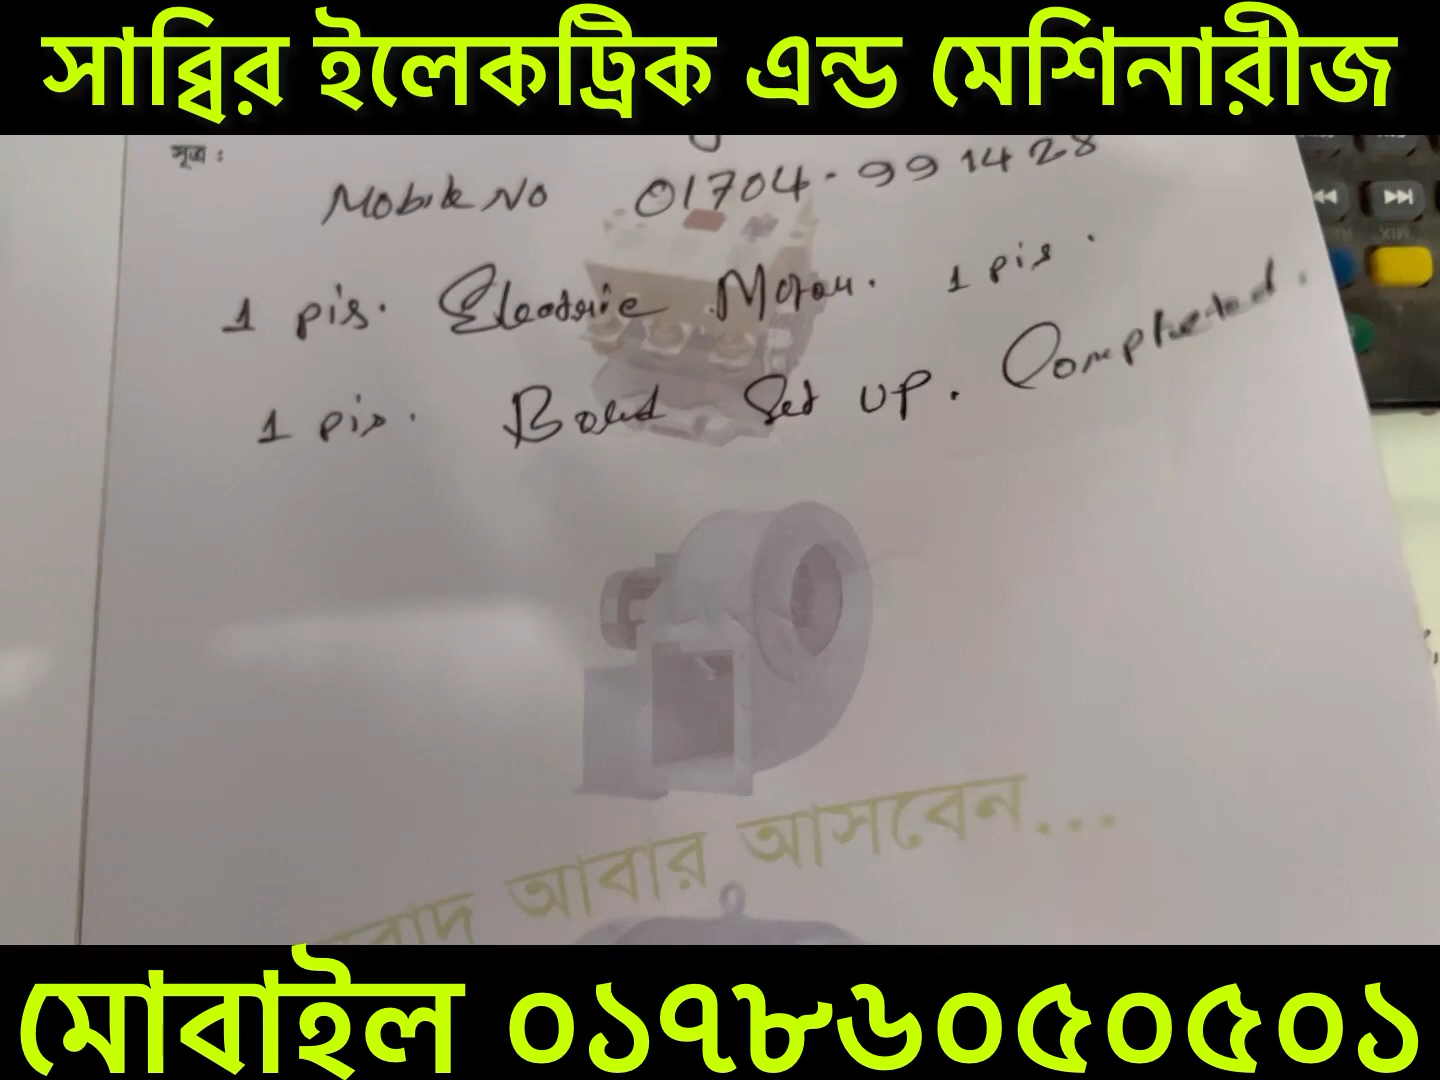 সাব্বির ইলেকট্রিক এন্ড মেশিনারীজ
সূত্র :
Mobile No 01704-991428
1 pis. Electric Motor. 1 pis.
1 pis. Board Set UP. Completed.
আবার আসবেন...
মোবাইল ০১৭৮৬০৫০৫০১